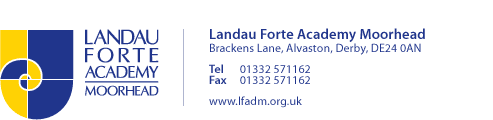 LANDAU
FORTE
ACADEMY
MOORHEAD
Landau Forte Academy Moorhead
Brackens Lane, Alvaston, Derby, DE24 0AN
Tel 01332 571162
Fax 01332 571162
www.lfadm.org.uk